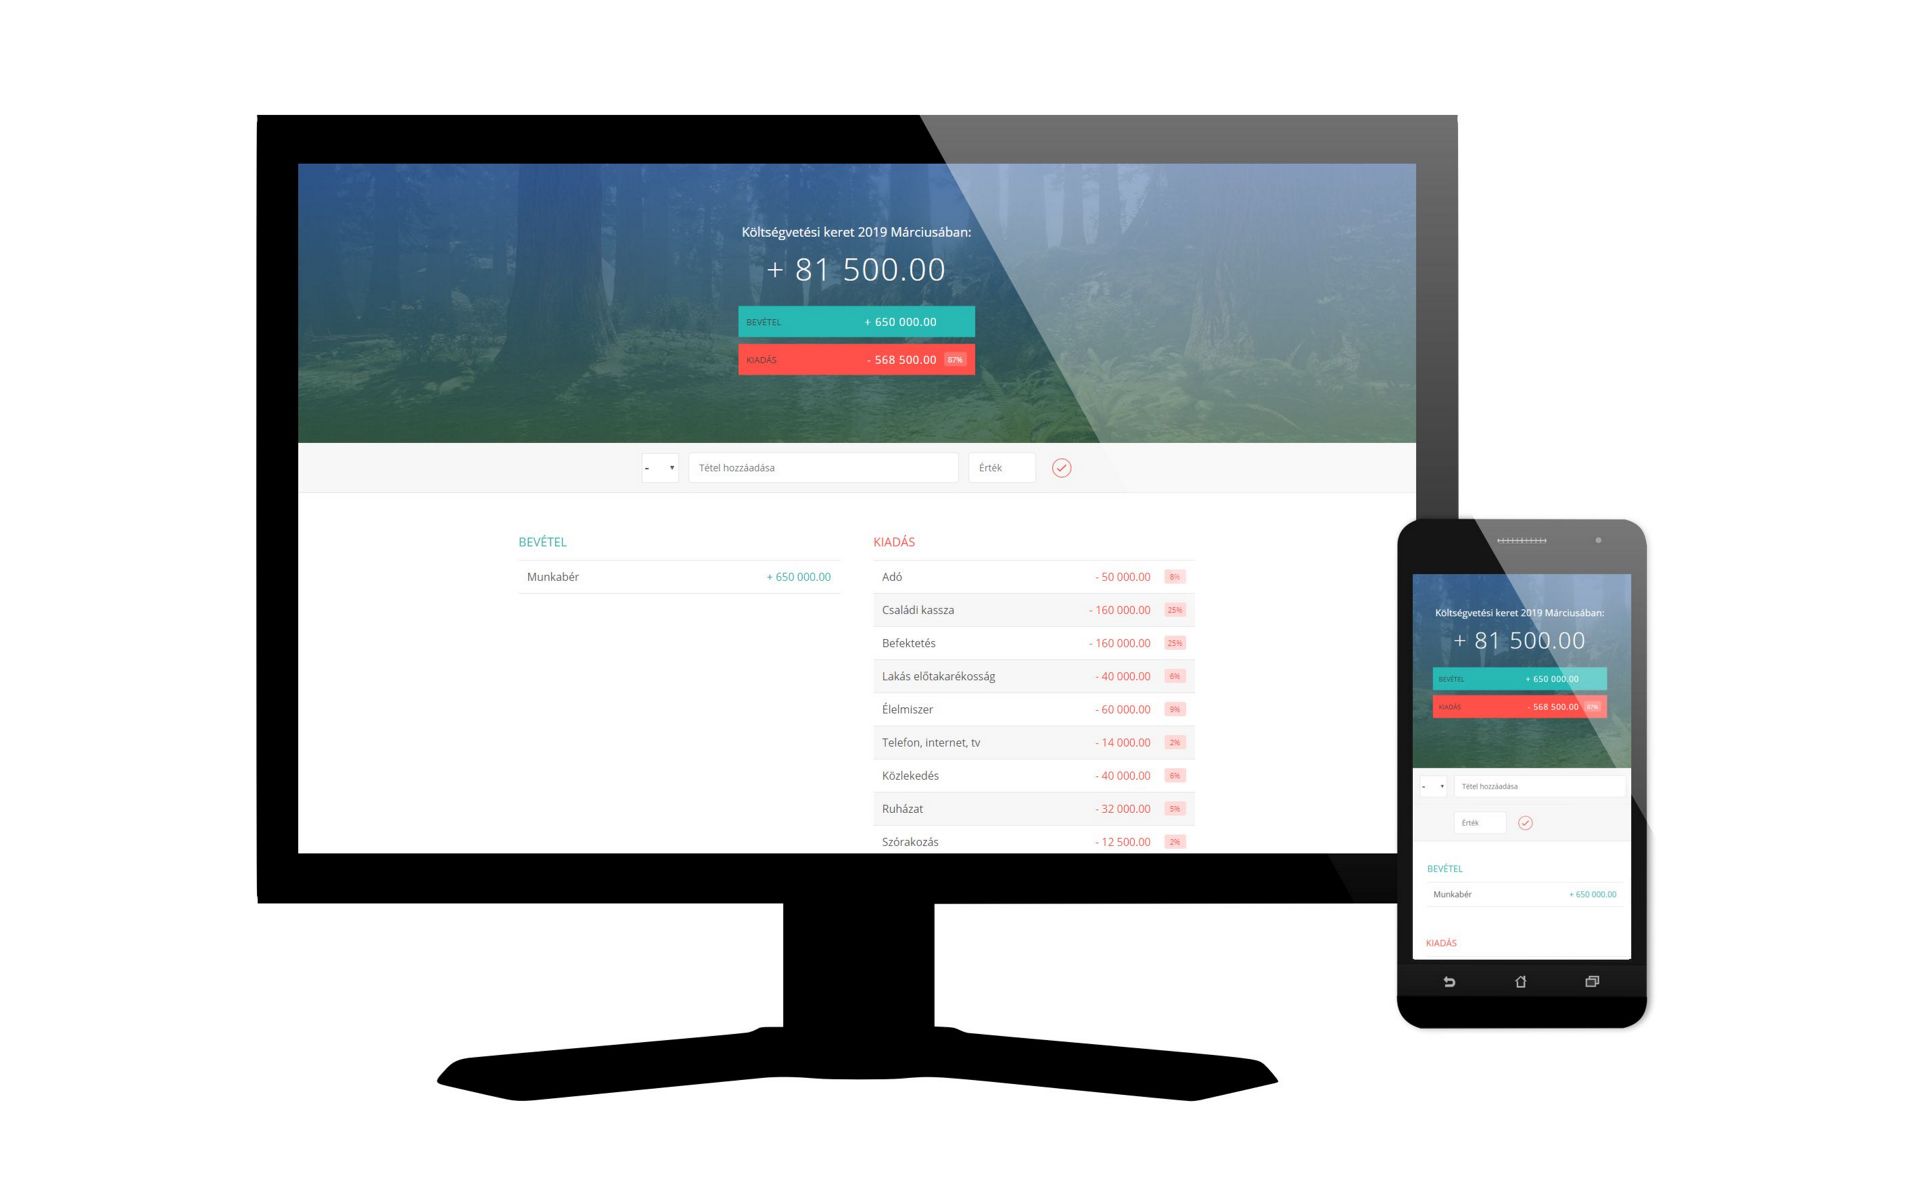 Költségvetési keret 2019 Márciusában:
+ 81 500.00
BEVÉTEL + 650 000.00
KIADÁS - 568 500.00 87%
- Tétel hozzáadása Érték
BEVÉTEL
Munkabér + 650 000.00
KIADÁS
Adó - 50 000.00 8%
Családi kassza - 160 000.00 25%
Befektetés - 160 000.00 25%
Lakás előtakarékosság - 40 000.00 6%
Élelmiszer - 60 000.00 9%
Telefon, internet, tv - 14 000.00 2%
Közlekedés - 40 000.00 6%
Ruházat - 32 000.00 5%
Szórakozás - 12 500.00 2%
Költségvetési keret 2019 Márciusában:
+ 81 500.00
BEVÉTEL + 650 000.00
KIADÁS - 568 500.00 87%
- Tétel hozzáadása
Érték
BEVÉTEL
Munkabér + 650 000.00
KIADÁS